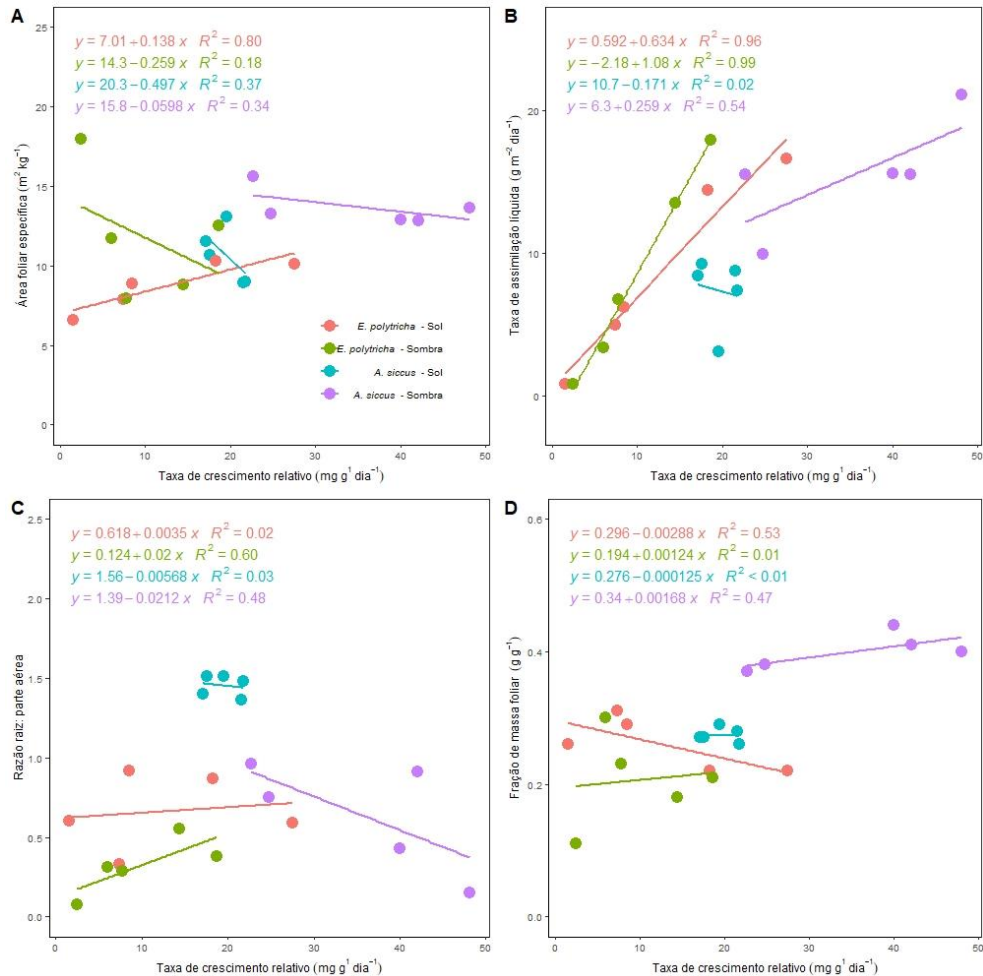 A
y = 7.01+0.138 x R² = 0.80
y = 14.3−0.259 x R² = 0.18
y = 20.3−0.497 x R² = 0.37
y = 15.8−0.0598 x R² = 0.34
25
20
15
10
5
0
Área foliar específica (m² kg⁻¹)
E. polytricha - Sol
E. polytricha - Sombra
A. siccus - Sol
A. siccus - Sombra
0 10 20 30 40 50
Taxa de crescimento relativo (mg g¹ dia⁻¹)
B
y = 0.592+0.634 x R² = 0.96
y = −2.18+1.08 x R² = 0.99
y = 10.7−0.171 x R² = 0.02
y = 6.3+0.259 x R² = 0.54
20
10
0
Taxa de assimilação líquida (g m⁻² dia⁻¹)
0 10 20 30 40 50
Taxa de crescimento relativo (mg g¹ dia⁻¹)
C
y = 0.618+0.0035 x R² = 0.02
y = 0.124+0.02 x R² = 0.60
y = 1.56−0.00568 x R² = 0.03
y = 1.39−0.0212 x R² = 0.48
2.5
2.0
1.5
1.0
0.5
0.0
Razão raiz: parte aérea
0 10 20 30 40 50
Taxa de crescimento relativo (mg g¹ dia⁻¹)
D
y = 0.296−0.00288 x R² = 0.53
y = 0.194+0.00124 x R² = 0.01
y = 0.276−0.000125 x R² < 0.01
y = 0.34+0.00168 x R² = 0.47
0.6
0.4
0.2
0.0
Fração de massa foliar (g g⁻¹)
0 10 20 30 40 50
Taxa de crescimento relativo (mg g¹ dia⁻¹)